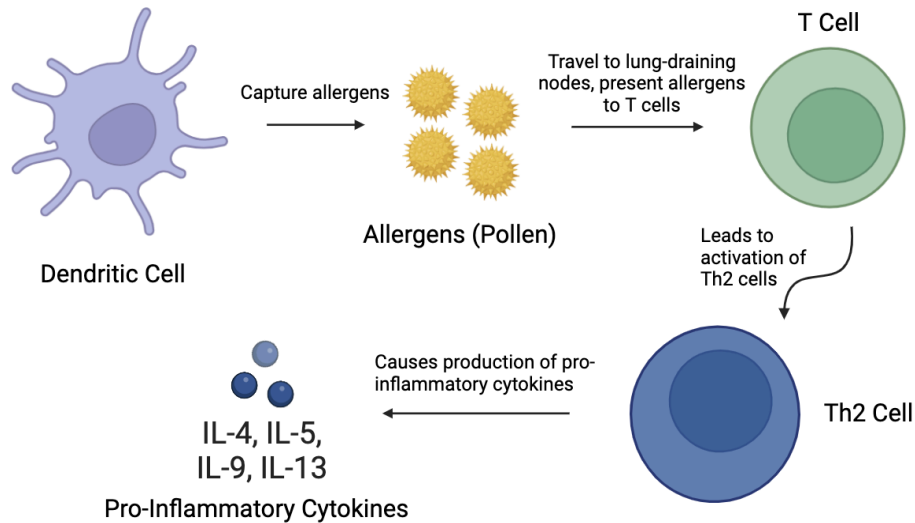 T Cell
Capture allergens
Travel to lung-draining
nodes, present allergens
to T cells
Allergens (Pollen)
Dendritic Cell
Leads to
activation of
Th2 cells
Causes production of pro-
inflammatory cytokines
Th2 Cell
IL-4, IL-5,
IL-9, IL-13
Pro-Inflammatory Cytokines